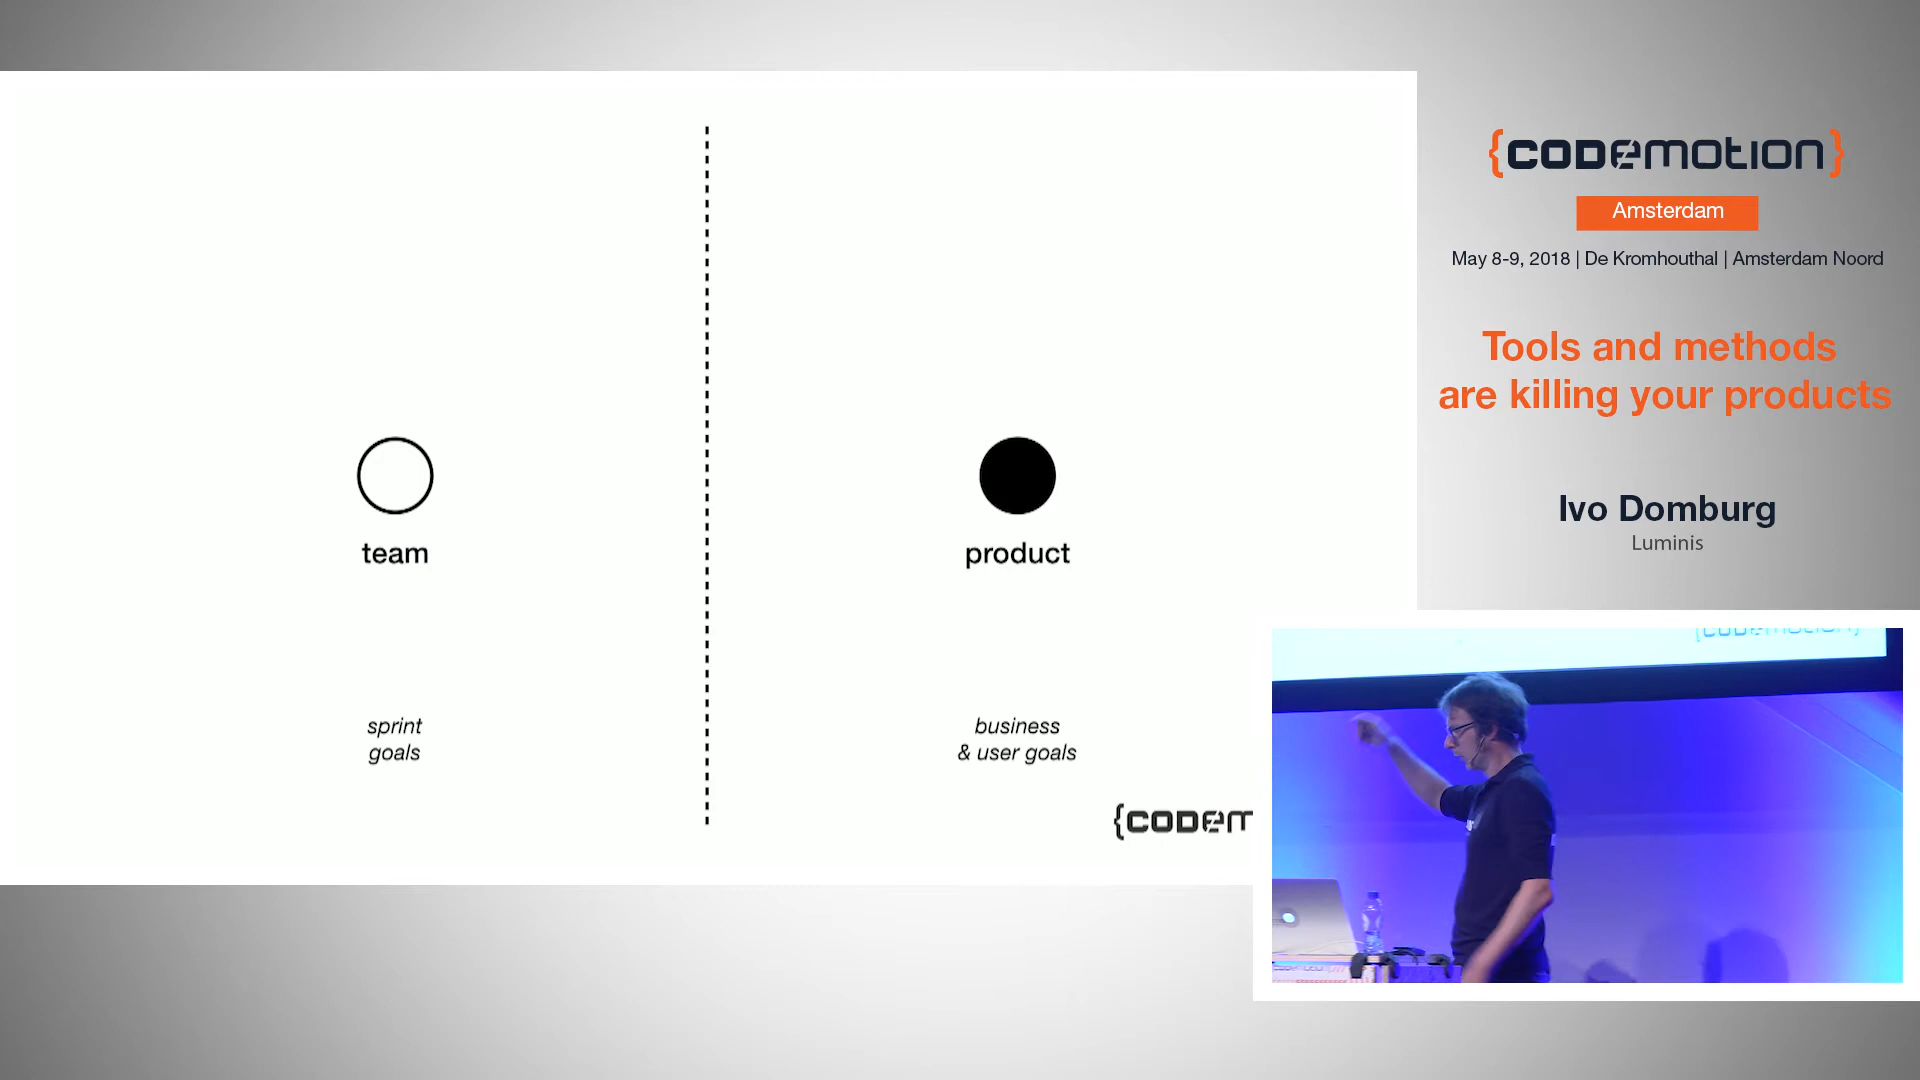 team
sprint
goals
product
business
& user goals
{CODEM
{CODEMOTION}
Amsterdam
May 8-9, 2018 | De Kromhouthal | Amsterdam Noord
Tools and methods
are killing your products
Ivo Domburg
Luminis